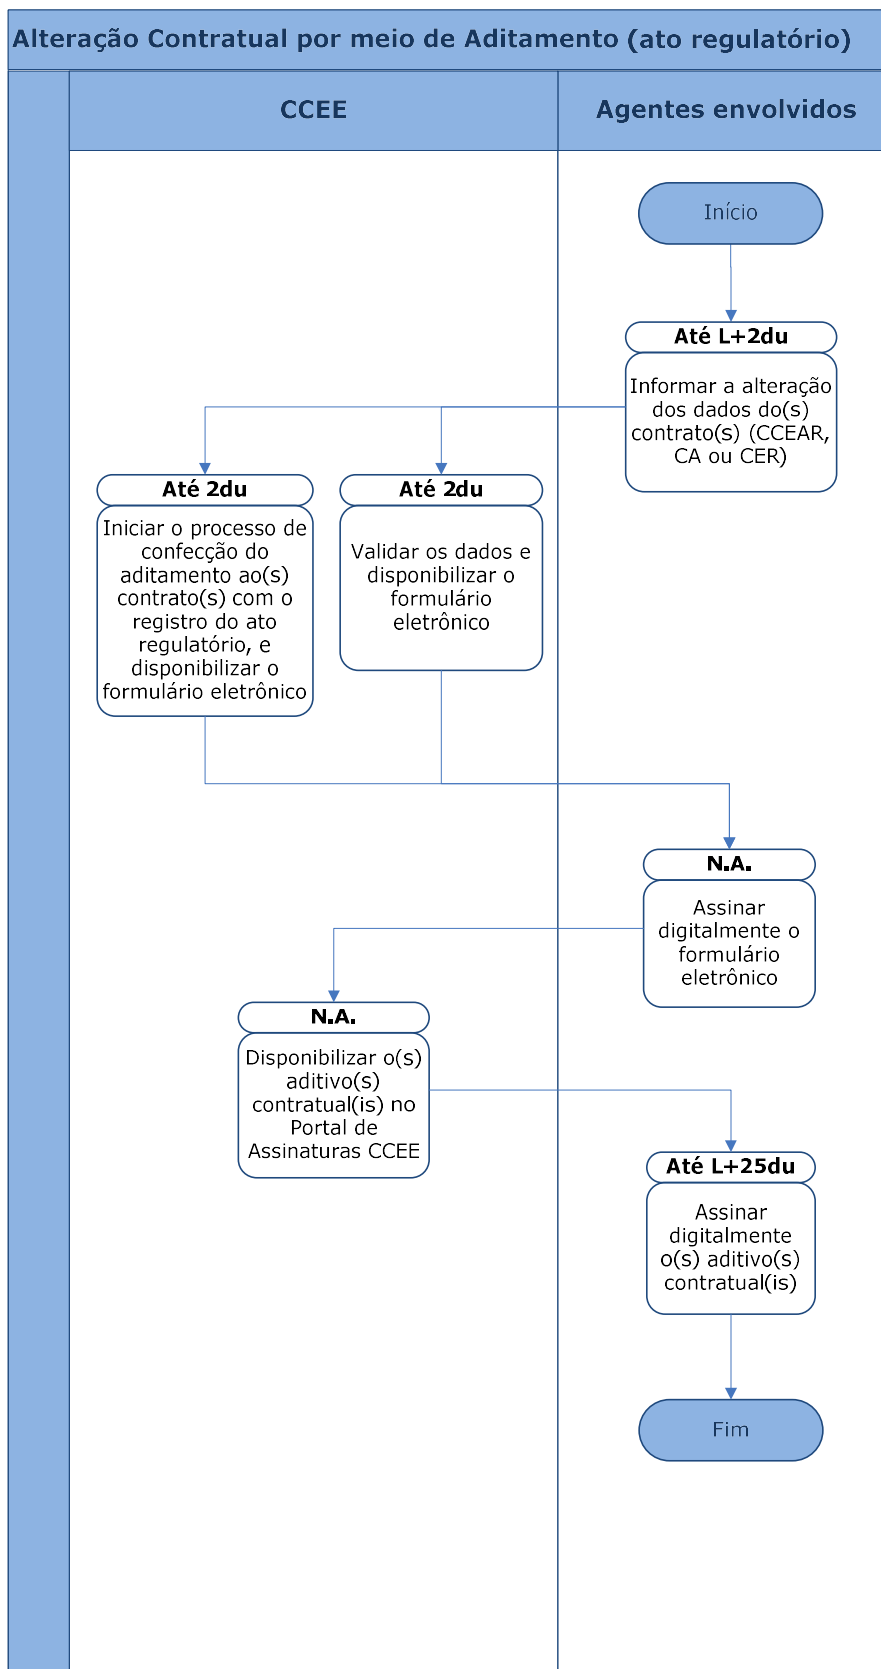 Alteração Contratual por meio de Aditamento (ato regulatório)
CCEE
Agentes envolvidos
Início
Até L+2du
Informar a alteração
dos dados do(s)
contrato(s) (CCEAR,
CA ou CER)
Até 2du
Iniciar o processo de
confecção do
aditamento ao(s)
contrato(s) com o
registro do ato
regulatório, e
disponibilizar o
formulário eletrônico
Até 2du
Validar os dados e
disponibilizar o
formulário
eletrônico
N.A.
Assinar
digitalmente o
formulário
eletrônico
N.A.
Disponibilizar o(s)
aditivo(s)
contratual(is) no
Portal de
Assinaturas CCEE
Até L+25du
Assinar
digitalmente
o(s) aditivo(s)
contratual(is)
Fim